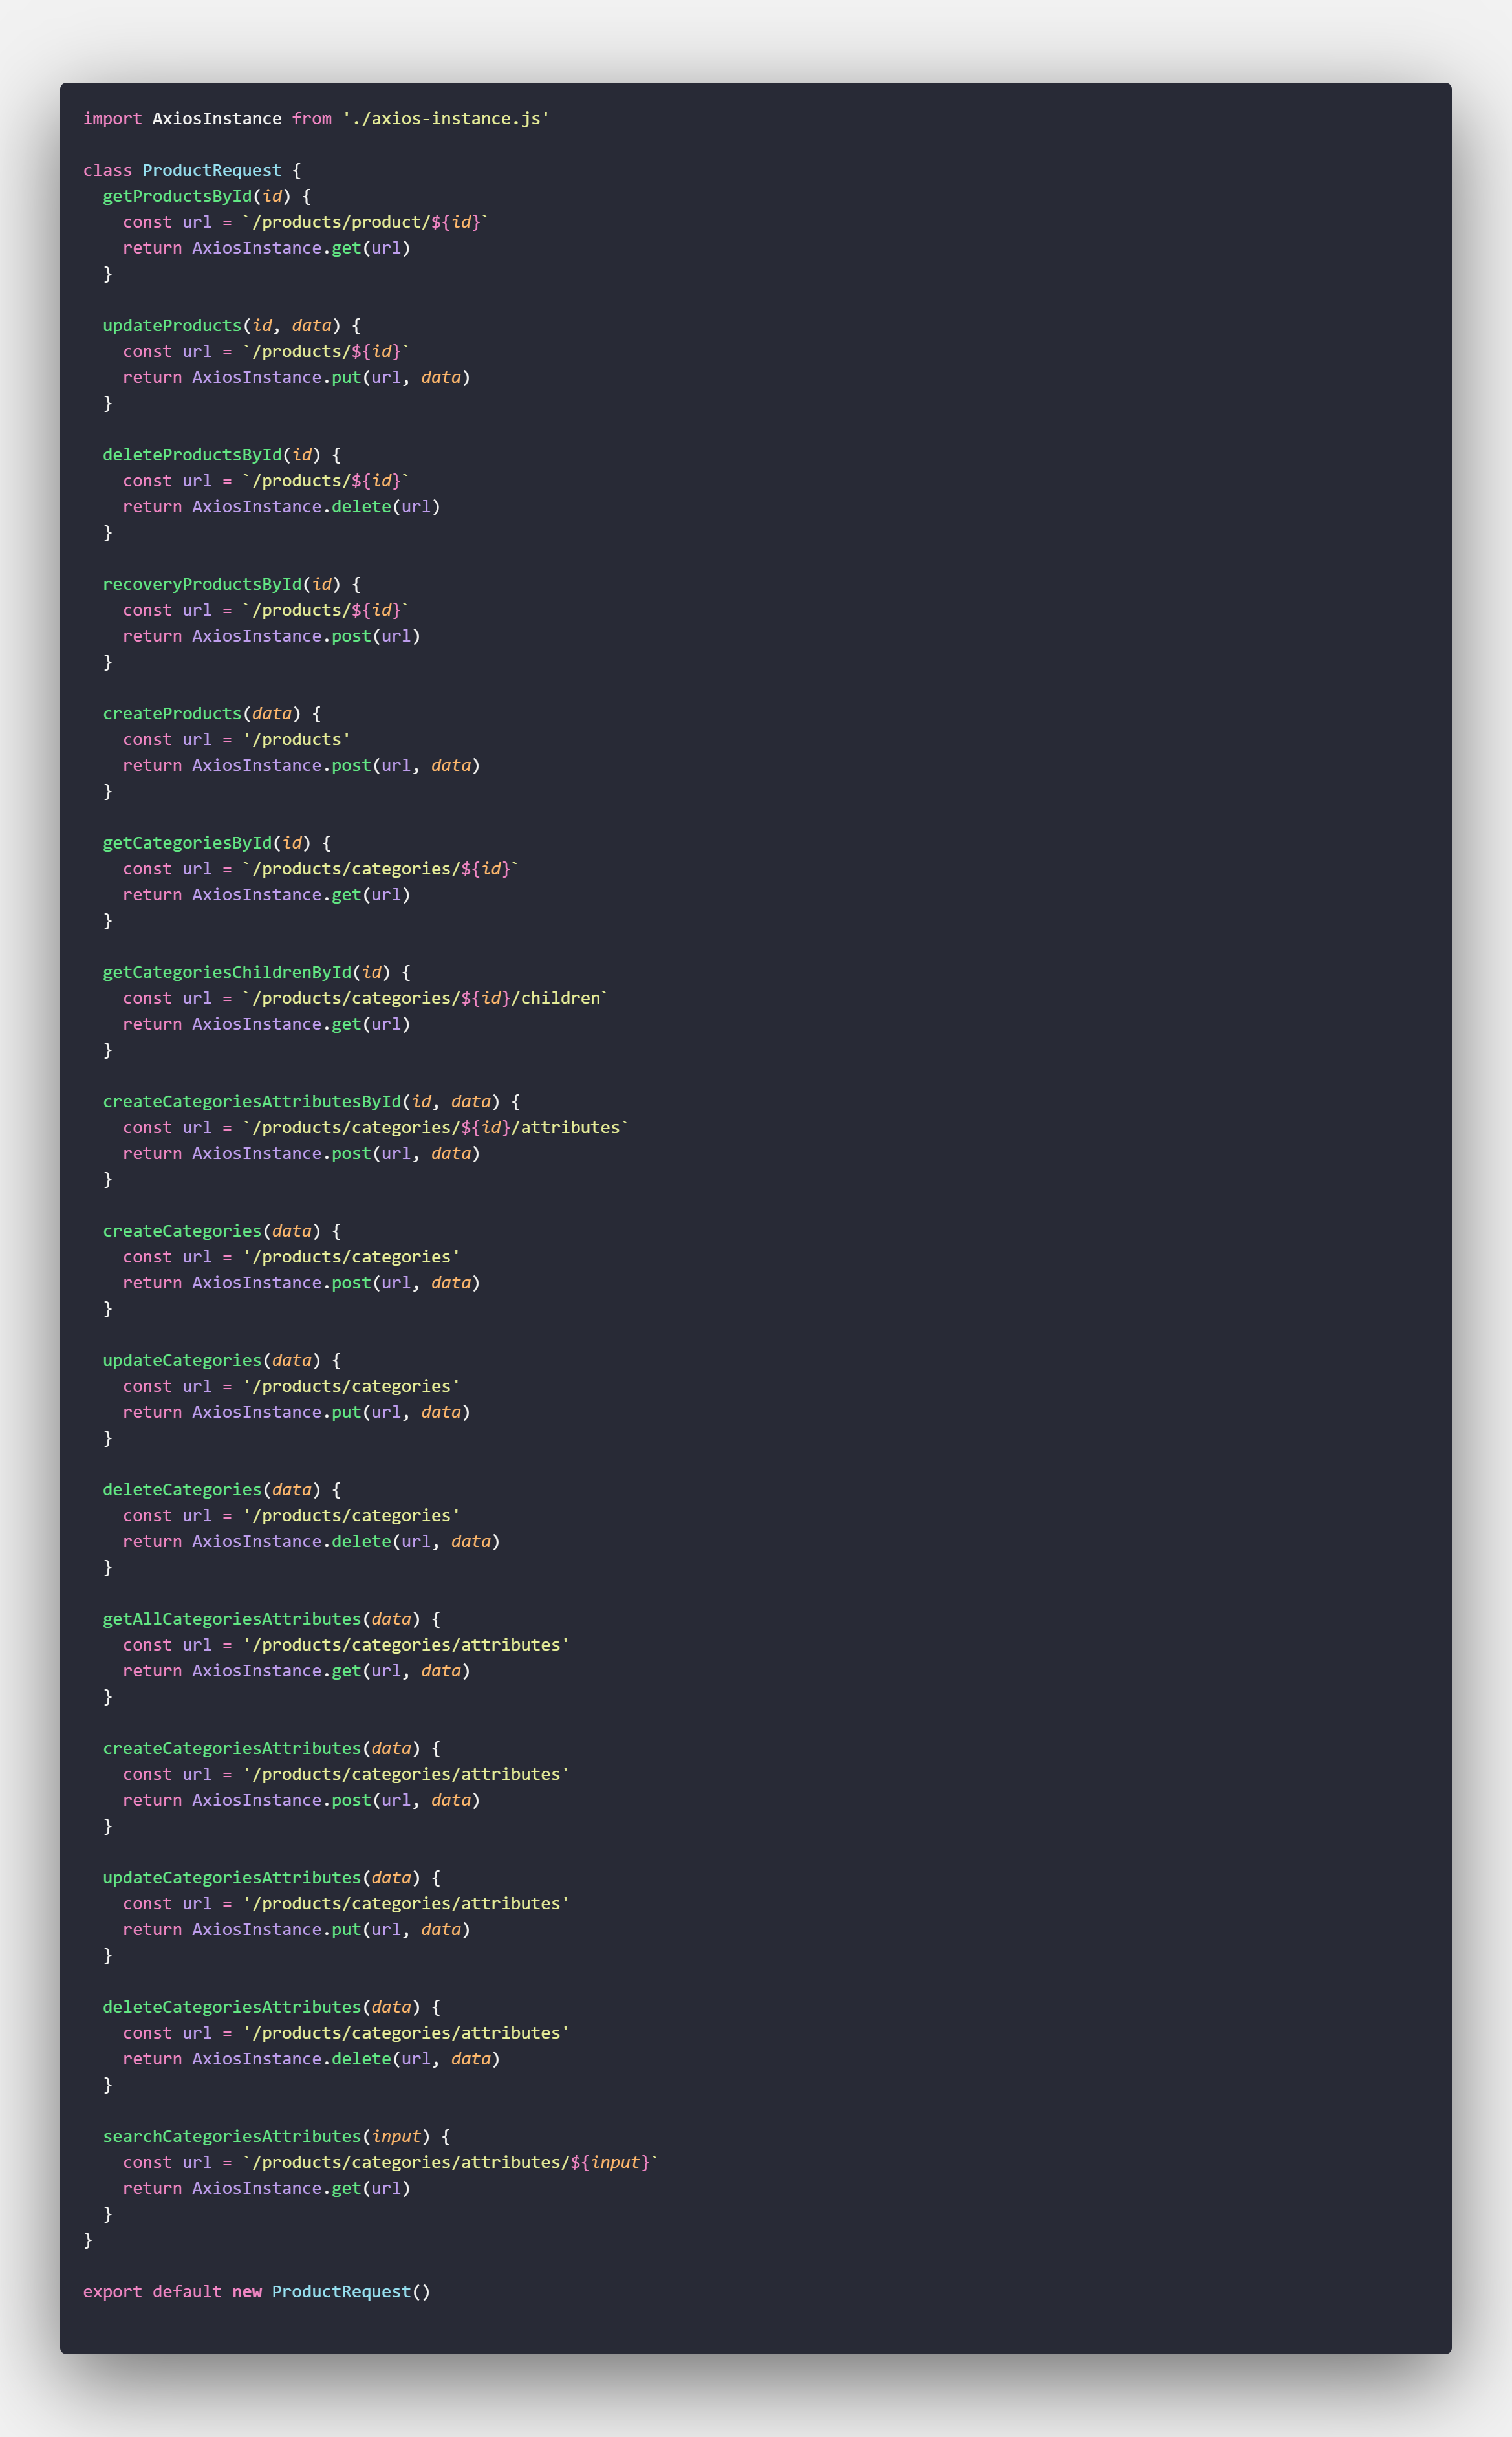 import AxiosInstance from './axios-instance.js'

class ProductRequest {
  getProductsById(id) {
    const url = `/products/product/${id}`
    return AxiosInstance.get(url)
  }

  updateProducts(id, data) {
    const url = `/products/${id}`
    return AxiosInstance.put(url, data)
  }

  deleteProductsById(id) {
    const url = `/products/${id}`
    return AxiosInstance.delete(url)
  }

  recoveryProductsById(id) {
    const url = `/products/${id}`
    return AxiosInstance.post(url)
  }

  createProducts(data) {
    const url = '/products'
    return AxiosInstance.post(url, data)
  }

  getCategoriesById(id) {
    const url = `/products/categories/${id}`
    return AxiosInstance.get(url)
  }

  getCategoriesChildrenById(id) {
    const url = `/products/categories/${id}/children`
    return AxiosInstance.get(url)
  }

  createCategoriesAttributesById(id, data) {
    const url = `/products/categories/${id}/attributes`
    return AxiosInstance.post(url, data)
  }

  createCategories(data) {
    const url = '/products/categories'
    return AxiosInstance.post(url, data)
  }

  updateCategories(data) {
    const url = '/products/categories'
    return AxiosInstance.put(url, data)
  }

  deleteCategories(data) {
    const url = '/products/categories'
    return AxiosInstance.delete(url, data)
  }

  getAllCategoriesAttributes(data) {
    const url = '/products/categories/attributes'
    return AxiosInstance.get(url, data)
  }

  createCategoriesAttributes(data) {
    const url = '/products/categories/attributes'
    return AxiosInstance.post(url, data)
  }

  updateCategoriesAttributes(data) {
    const url = '/products/categories/attributes'
    return AxiosInstance.put(url, data)
  }

  deleteCategoriesAttributes(data) {
    const url = '/products/categories/attributes'
    return AxiosInstance.delete(url, data)
  }

  searchCategoriesAttributes(input) {
    const url = `/products/categories/attributes/${input}`
    return AxiosInstance.get(url)
  }
}

export default new ProductRequest()